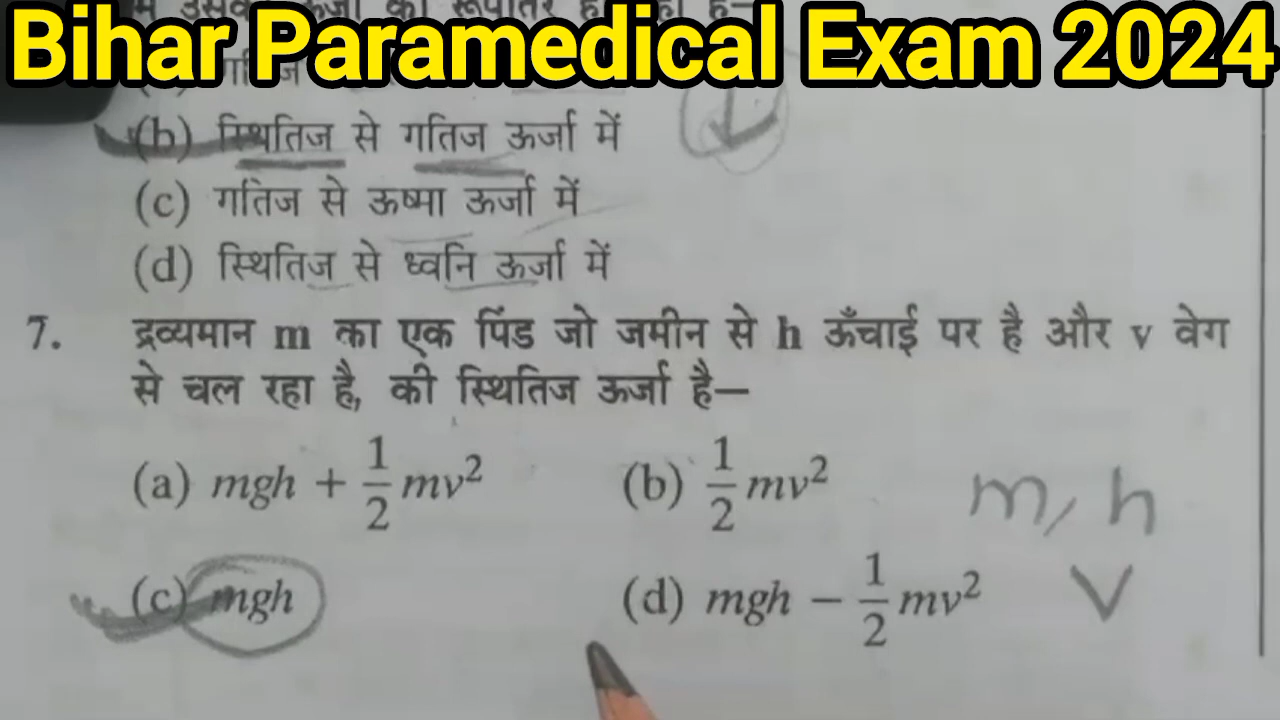 Bihar Paramedical Exam 2024
(b) स्थितिज से गतिज ऊर्जा में
(c) गतिज से ऊष्मा ऊर्जा में
(d) स्थितिज से ध्वनि ऊर्जा में
7. द्रव्यमान m का एक पिंड जो जमीन से h ऊँचाई पर है और v वेग
से चल रहा है, की स्थितिज ऊर्जा है—
(a) mgh + 1/2 mv² (b) 1/2 mv²
m, h
(c) mgh (d) mgh − 1/2 mv²
v